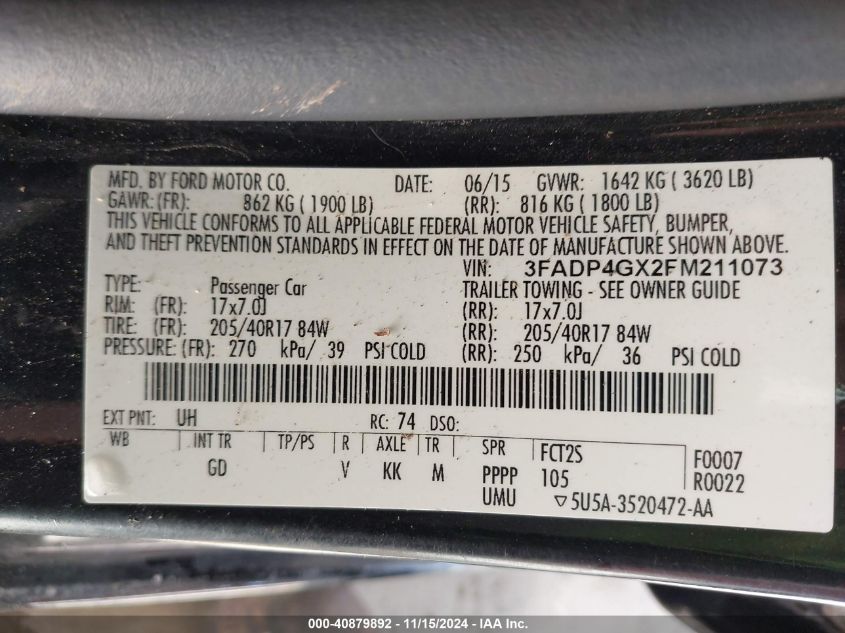 MFD. BY FORD MOTOR CO. DATE: 06/15 GVWR: 1642 KG ( 3620 LB)
GAWR: (FR): 862 KG ( 1900 LB) (RR): 816 KG ( 1800 LB)
THIS VEHICLE CONFORMS TO ALL APPLICABLE FEDERAL MOTOR VEHICLE SAFETY, BUMPER,
AND THEFT PREVENTION STANDARDS IN EFFECT ON THE DATE OF MANUFACTURE SHOWN ABOVE.
VIN: 3FADP4GX2FM211073
TYPE: Passenger Car TRAILER TOWING - SEE OWNER GUIDE
RIM: (FR): 17x7.0J (RR): 17x7.0J
TIRE: (FR): 205/40R17 84W (RR): 205/40R17 84W
PRESSURE: (FR): 270 kPa/ 39 PSI COLD (RR): 250 kPa/ 36 PSI COLD
EXT PNT: UH RC: 74 DSO:
WB INT TR TP/PS R AXLE TR SPR FCT2S F0007
GD V KK M PPPP 105 R0022
UMU ▽5U5A-3520472-AA
000-40879892 - 11/15/2024 - IAA Inc.